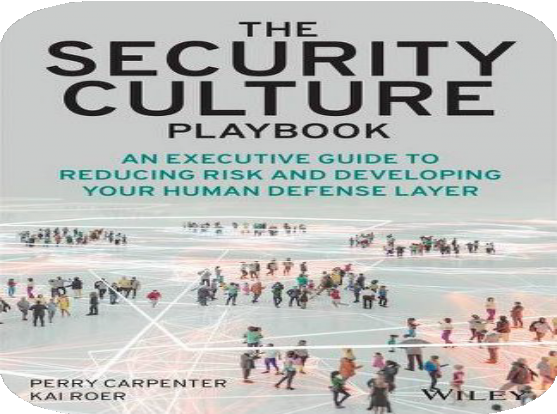 THE
SECURITY
CULTURE
PLAYBOOK
AN EXECUTIVE GUIDE TO
REDUCING RISK AND DEVELOPING
YOUR HUMAN DEFENSE LAYER
PERRY CARPENTER
KAI ROER
WILEY